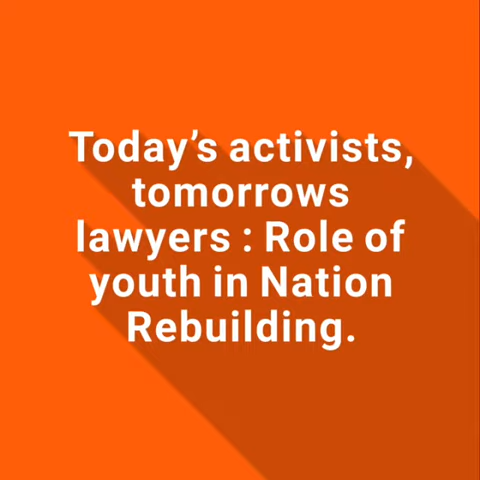 Today’s activists,
tomorrows
lawyers : Role of
youth in Nation
Rebuilding.